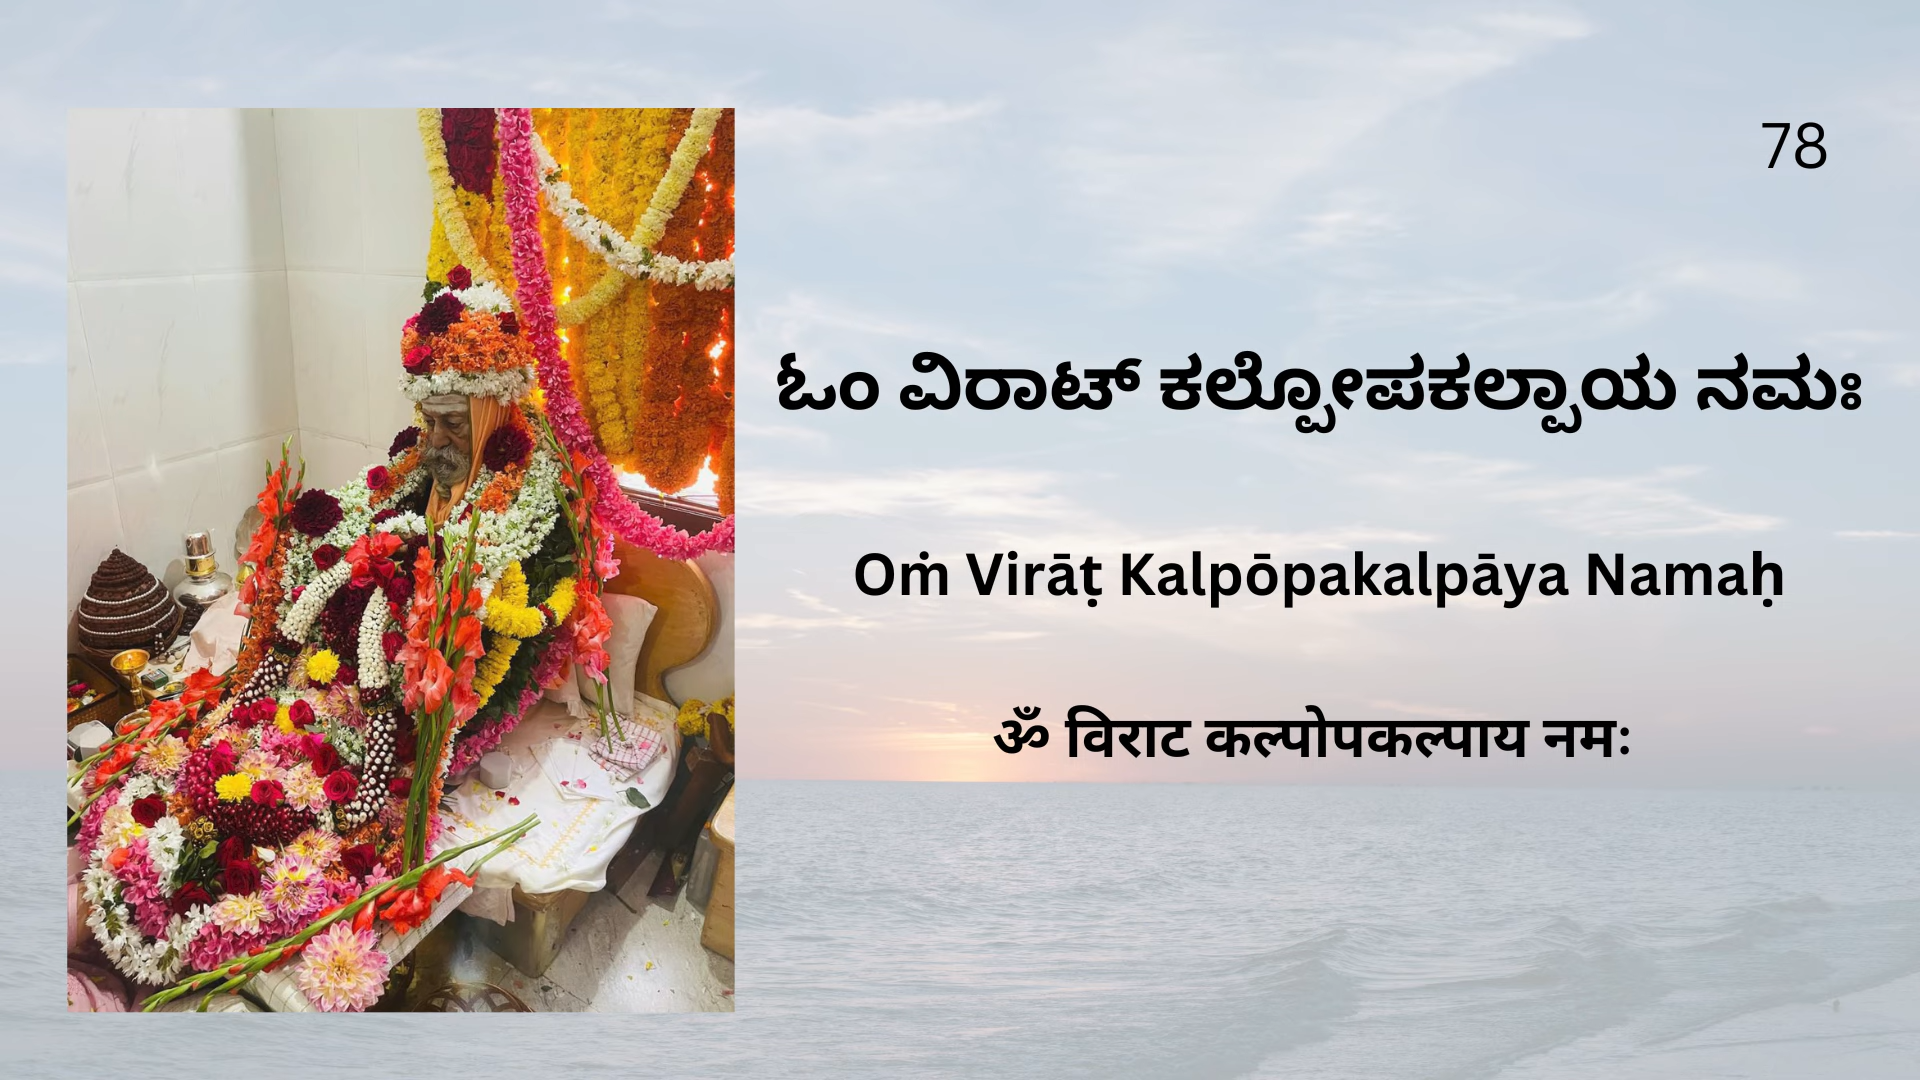 78
ಓಂ ವಿರಾಟ್ ಕಲ್ಪೋಪಕಲ್ಪಾಯ ನಮಃ
Oṁ Virāṭ Kalpōpakalpāya Namaḥ
ॐ विराट कल्पोपकल्पाय नमः